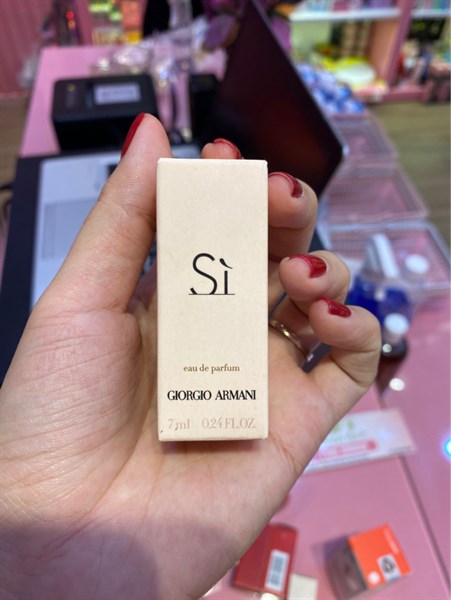 Sì
eau de parfum
GIORGIO ARMANI
7ml 0.24 FL.OZ